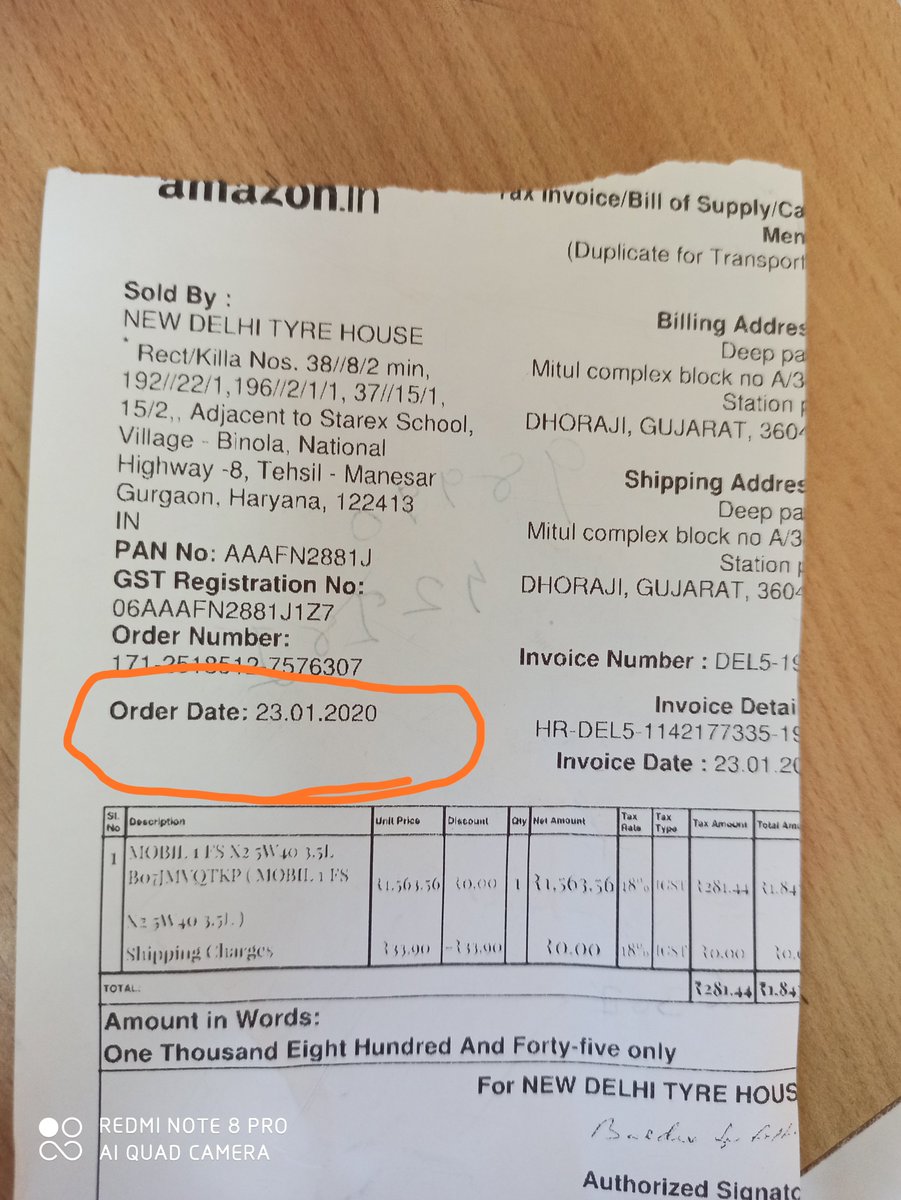 amazon.in
Tax Invoice/Bill of Supply/Ca
Mem
(Duplicate for Transport
Sold By :
NEW DELHI TYRE HOUSE
* Rect/Killa Nos. 38//8/2 min,
192//22/1,196//2/1/1, 37//15/1,
15/2,, Adjacent to Starex School,
Village - Binola, National
Highway -8, Tehsil - Manesar
Gurgaon, Haryana, 122413
IN
PAN No: AAAFN2881J
GST Registration No:
06AAAFN2881J1Z7
Order Number:
171-2518512-7576307
Order Date: 23.01.2020
Billing Addres
Deep pa
Mitul complex block no A/3
Station p
DHORAJI, GUJARAT, 3604
Shipping Addres
Deep pa
Mitul complex block no A/3
Station p
DHORAJI, GUJARAT, 3604
Invoice Number : DEL5-19
Invoice Detai
HR-DEL5-1142177335-19
Invoice Date : 23.01.20
Sl. No Description Unit Price Discount Qty Net Amount Tax Rate Tax Type Tax Amount Total Am
1 MOBIL 1 FS X2 5W40 3.5L
B07JMVQTKP ( MOBIL 1 FS ₹1,563.56 ₹0.00 1 ₹1,563.56 18% IGST ₹281.44 ₹1,84
X2 5W40 3.5L )
Shipping Charges ₹33.90 -₹33.90 ₹0.00 18% IGST ₹0.00 ₹0.
TOTAL: ₹281.44 ₹1,84
Amount in Words:
One Thousand Eight Hundred And Forty-five only
For NEW DELHI TYRE HOUS
Authorized Signato
REDMI NOTE 8 PRO
AI QUAD CAMERA